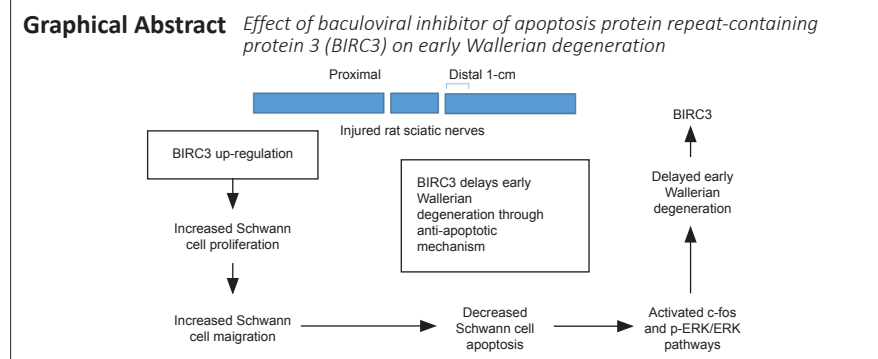 Graphical Abstract
Effect of baculoviral inhibitor of apoptosis protein repeat-containing
protein 3 (BIRC3) on early Wallerian degeneration
Proximal
Distal 1-cm
Injured rat sciatic nerves
BIRC3 up-regulation
Increased Schwann
cell proliferation
Increased Schwann
cell maigration
BIRC3 delays early
Wallerian
degeneration through
anti-apoptotic
mechanism
Decreased
Schwann cell
apoptosis
Activated c-fos
and p-ERK/ERK
pathways
Delayed early
Wallerian
degeneration
BIRC3